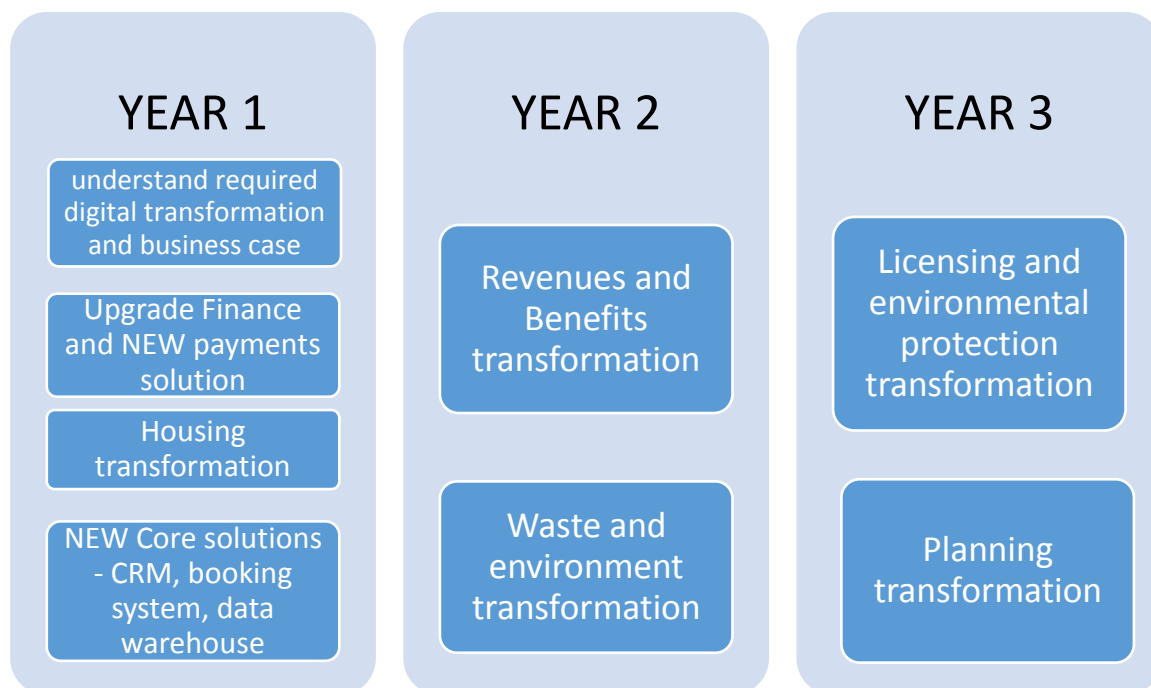 YEAR 1
understand required
digital transformation
and business case
Upgrade Finance
and NEW payments
solution
Housing
transformation
NEW Core solutions
- CRM, booking
system, data
warehouse
YEAR 2
Revenues and
Benefits
transformation
Waste and
environment
transformation
YEAR 3
Licensing and
environmental
protection
transformation
Planning
transformation